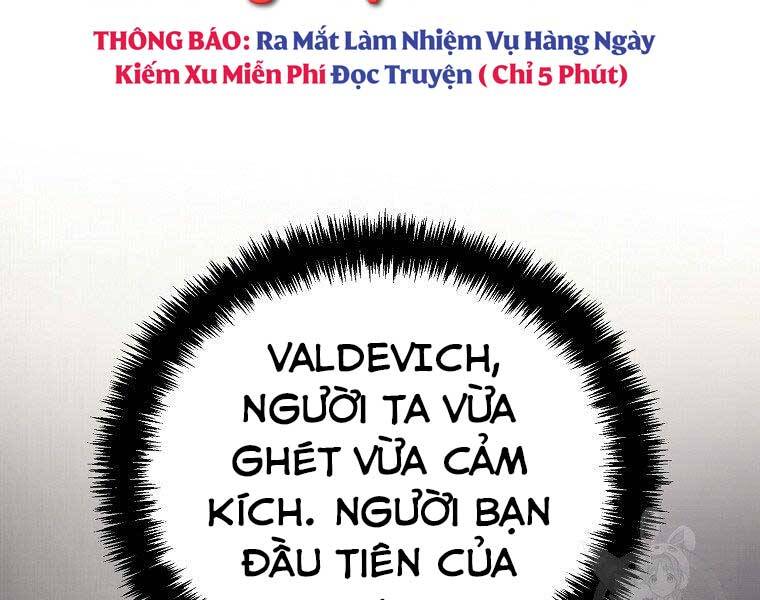 THÔNG BÁO: Ra Mắt Làm Nhiệm Vụ Hàng Ngày
Kiếm Xu Miễn Phí Đọc Truyện ( Chỉ 5 Phút)
VALDEVICH,
NGƯỜI TA VỪA
GHÉT VỪA CẢM
KÍCH. NGƯỜI BẠN
ĐẦU TIÊN CỦA